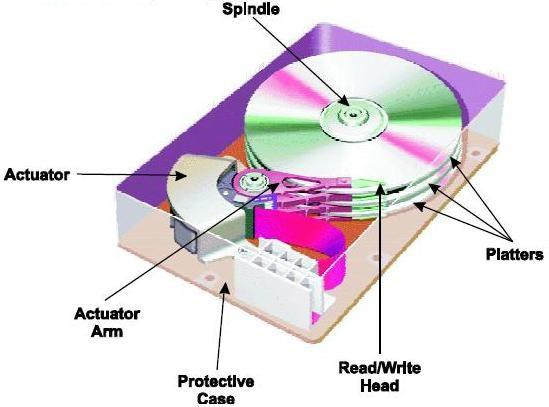 Spindle
Actuator
Platters
Actuator
Arm
Read/Write
Head
Protective
Case